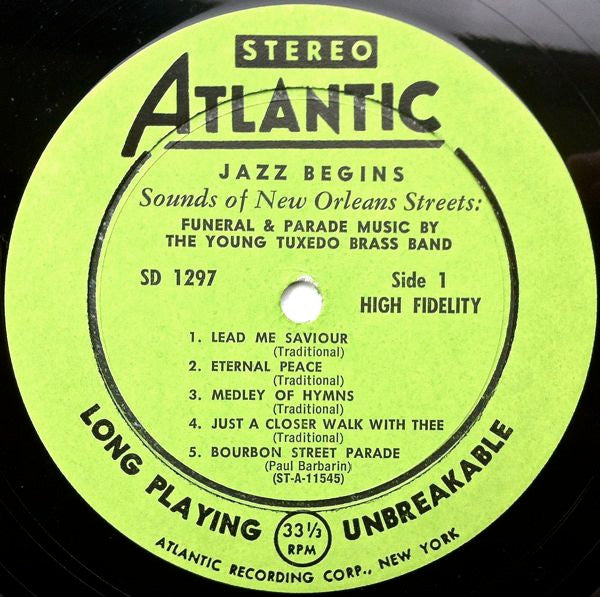 STEREO
ATLANTIC
JAZZ BEGINS
Sounds of New Orleans Streets:
FUNERAL & PARADE MUSIC BY
THE YOUNG TUXEDO BRASS BAND
SD 1297 Side 1
HIGH FIDELITY
1. LEAD ME SAVIOUR
(Traditional)
2. ETERNAL PEACE
(Traditional)
3. MEDLEY OF HYMNS
(Traditional)
4. JUST A CLOSER WALK WITH THEE
(Traditional)
5. BOURBON STREET PARADE
(Paul Barbarin)
(ST-A-11545)
LONG PLAYING 33 1/3 RPM UNBREAKABLE
ATLANTIC RECORDING CORP., NEW YORK